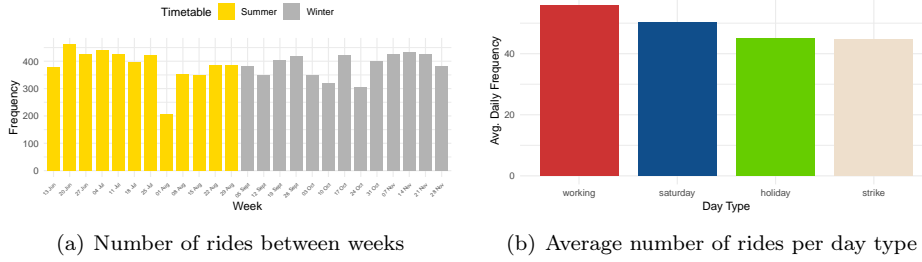 Timetable Summer Winter
Frequency
400
300
200
100
0
13 Jun 20 Jun 27 Jun 04 Jul 11 Jul 18 Jul 25 Jul 01 Aug 08 Aug 15 Aug 22 Aug 29 Aug 05 Sept 12 Sept 19 Sept 26 Sept 03 Oct 10 Oct 17 Oct 24 Oct 31 Oct 07 Nov 14 Nov 21 Nov 28 Nov
Week
(a) Number of rides between weeks
Avg. Daily Frequency
40
20
0
working saturday holiday strike
Day Type
(b) Average number of rides per day type